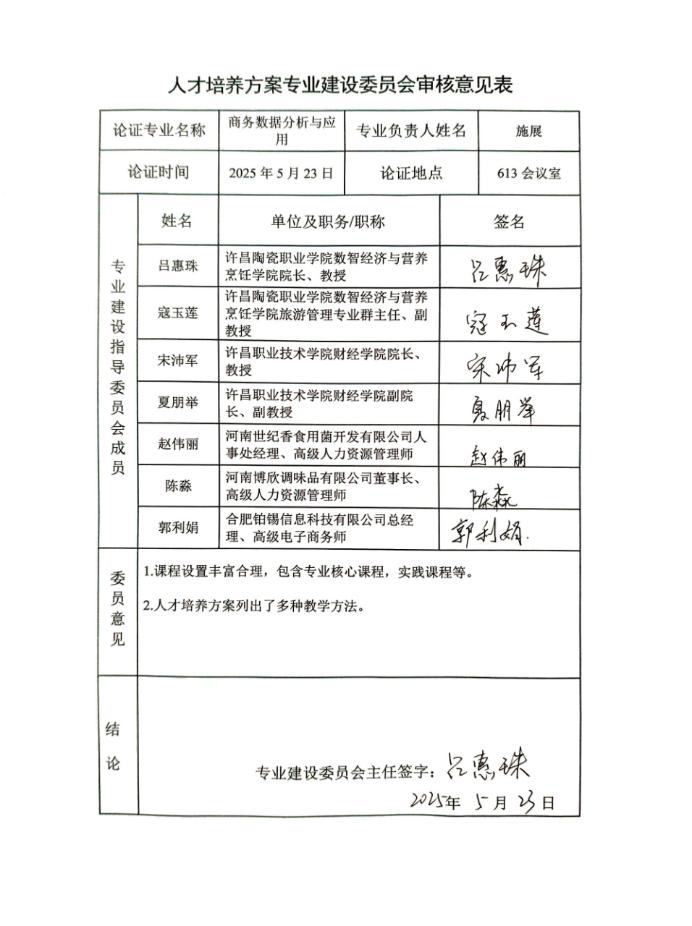 人才培养方案专业建设委员会审核意见表
论证专业名称
商务数据分析与应
用
专业负责人姓名
施展
论证时间
2025 年 5 月 23 日
论证地点
613 会议室
专业建设指导委员会成员
姓名
单位及职务/职称
签名
吕惠珠
许昌陶瓷职业学院数智经济与营养
烹饪学院院长、教授
吕惠珠
寇玉莲
许昌陶瓷职业学院数智经济与营养
烹饪学院旅游管理专业群主任、副
教授
寇玉莲
宋沛军
许昌职业技术学院财经学院院长、
教授
宋沛军
夏朋举
许昌职业技术学院财经学院副院
长、副教授
夏朋举
赵伟丽
河南世纪香食用菌开发有限公司人
事处经理、高级人力资源管理师
赵伟丽
陈淼
河南博欣调味品有限公司董事长、
高级人力资源管理师
陈淼
郭利娟
合肥铂锡信息科技有限公司总经
理、高级电子商务师
郭利娟.
委员意见
1.课程设置丰富合理，包含专业核心课程，实践课程等。
2.人才培养方案列出了多种教学方法。
结论
专业建设委员会主任签字：吕惠珠
2025年 5 月 23 日